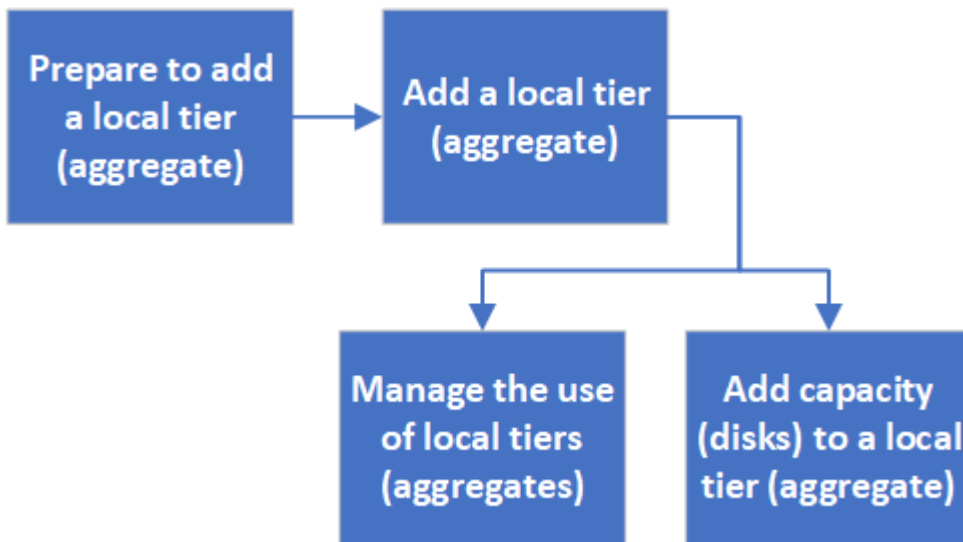 Prepare to add
a local tier
(aggregate)
Add a local tier
(aggregate)
Manage the use
of local tiers
(aggregates)
Add capacity
(disks) to a local
tier (aggregate)